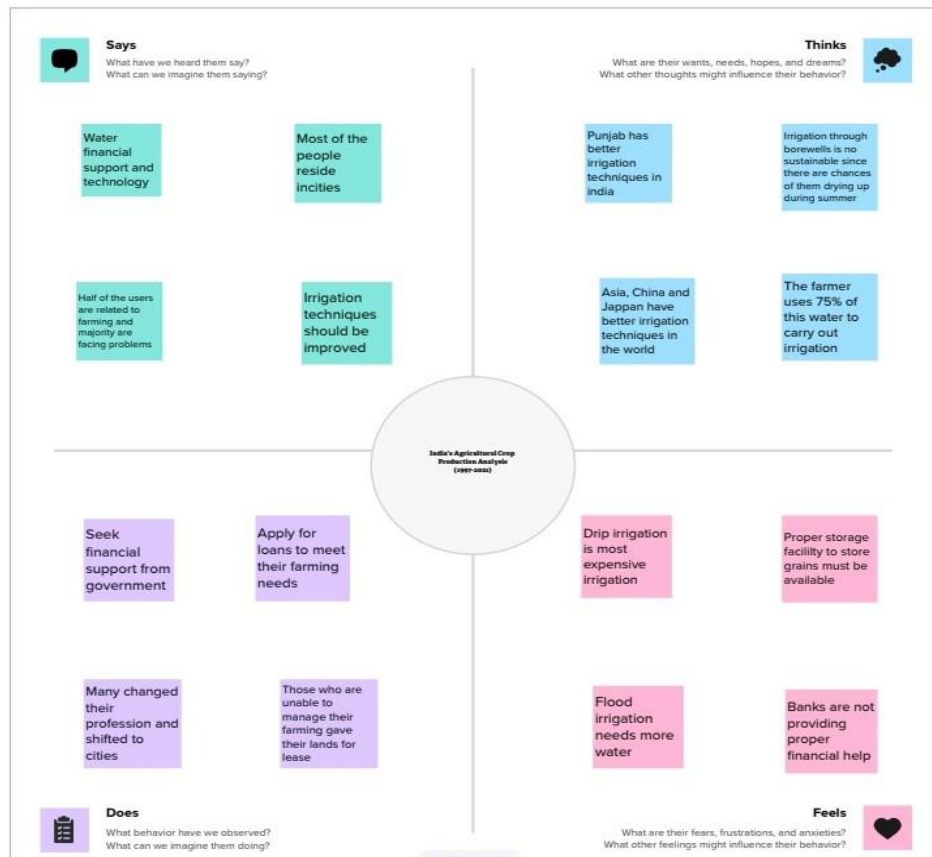 Says
What have we heard them say?
What can we imagine them saying?
Water
financial
support and
technology
Most of the
people
reside
incities
Half of the users
are related to
farming and
majority are
facing problems
Irrigation
techniques
should be
improved
Thinks
What are their wants, needs, hopes, and dreams?
What other thoughts might influence their behavior?
Punjab has
better
irrigation
techniques in
india
Irrigation through
borewells is no
sustainable since
there are chances
of them drying up
during summer
Asia, China and
Jappan have
better irrigation
techniques in
the world
The farmer
uses 75% of
this water to
carry out
irrigation
India's Agricultural Crop
Production Analysis
(1997-2021)
Seek
financial
support from
government
Apply for
loans to meet
their farming
needs
Many changed
their
profession and
shifted to
cities
Those who are
unable to
manage their
farming gave
their lands for
lease
Does
What behavior have we observed?
What can we imagine them doing?
Drip irrigation
is most
expensive
irrigation
Proper storage
facililty to store
grains must be
available
Flood
irrigation
needs more
water
Banks are not
providing
proper
financial help
Feels
What are their fears, frustrations, and anxieties?
What other feelings might influence their behavior?